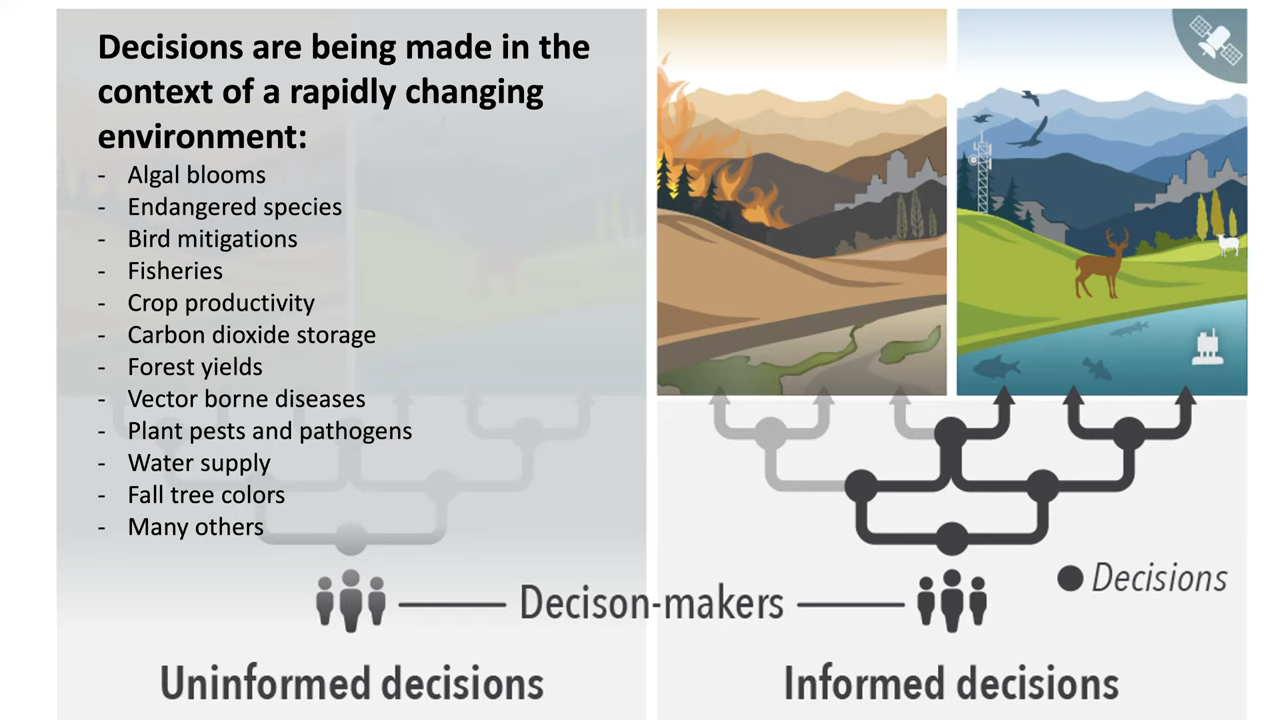 Decisions are being made in the
context of a rapidly changing
environment:
- Algal blooms
- Endangered species
- Bird mitigations
- Fisheries
- Crop productivity
- Carbon dioxide storage
- Forest yields
- Vector borne diseases
- Plant pests and pathogens
- Water supply
- Fall tree colors
- Many others
Decisions
Decison-makers
Uninformed decisions
Informed decisions